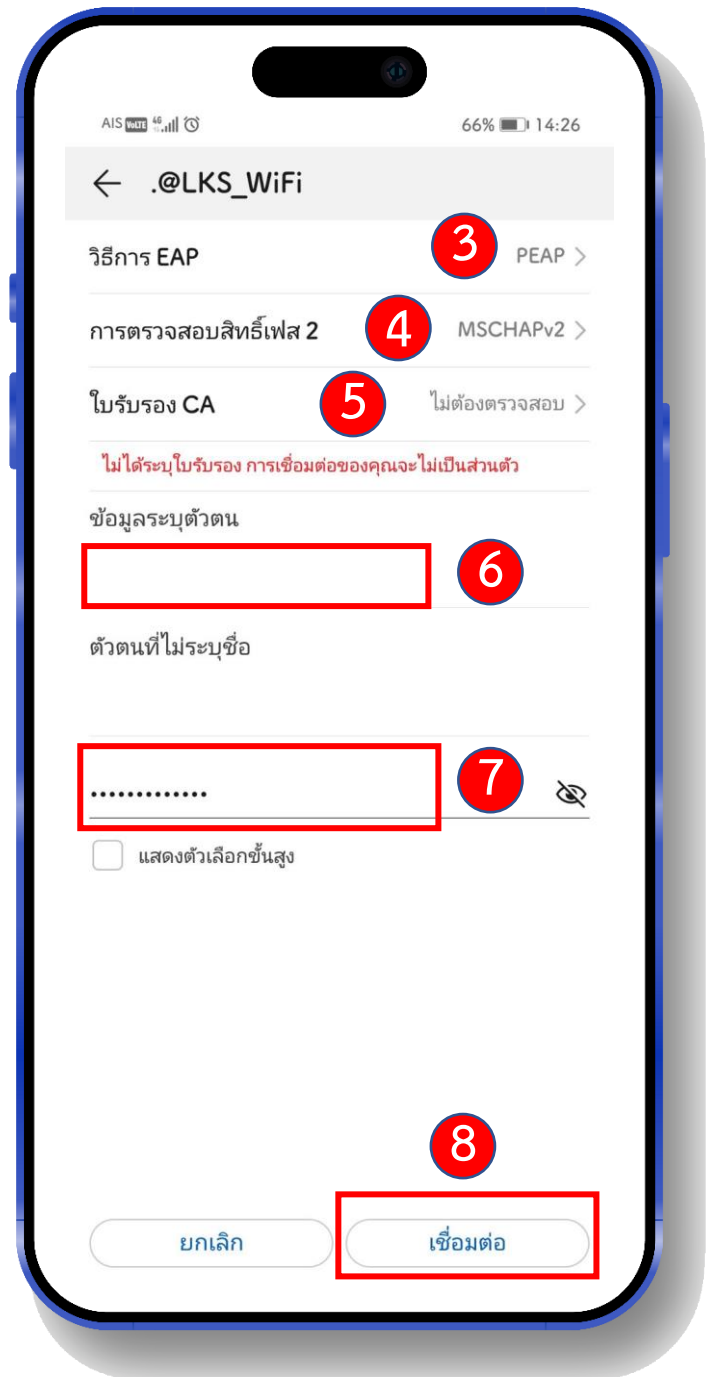 AIS VoLTE 4G 66% 14:26
← .@LKS_WiFi
วิธีการ EAP 3 PEAP >
การตรวจสอบสิทธิ์เฟส 2 4 MSCHAPv2 >
ใบรับรอง CA 5 ไม่ต้องตรวจสอบ >
ไม่ได้ระบุใบรับรอง การเชื่อมต่อของคุณจะไม่เป็นส่วนตัว
ข้อมูลระบุตัวตน
6
ตัวตนที่ไม่ระบุชื่อ
7
•••••••••••••
แสดงตัวเลือกขั้นสูง
8
ยกเลิก เชื่อมต่อ